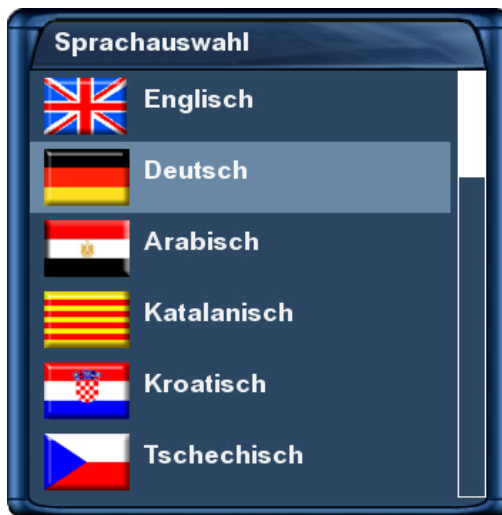 Sprachauswahl
Englisch
Deutsch
Arabisch
Katalanisch
Kroatisch
Tschechisch